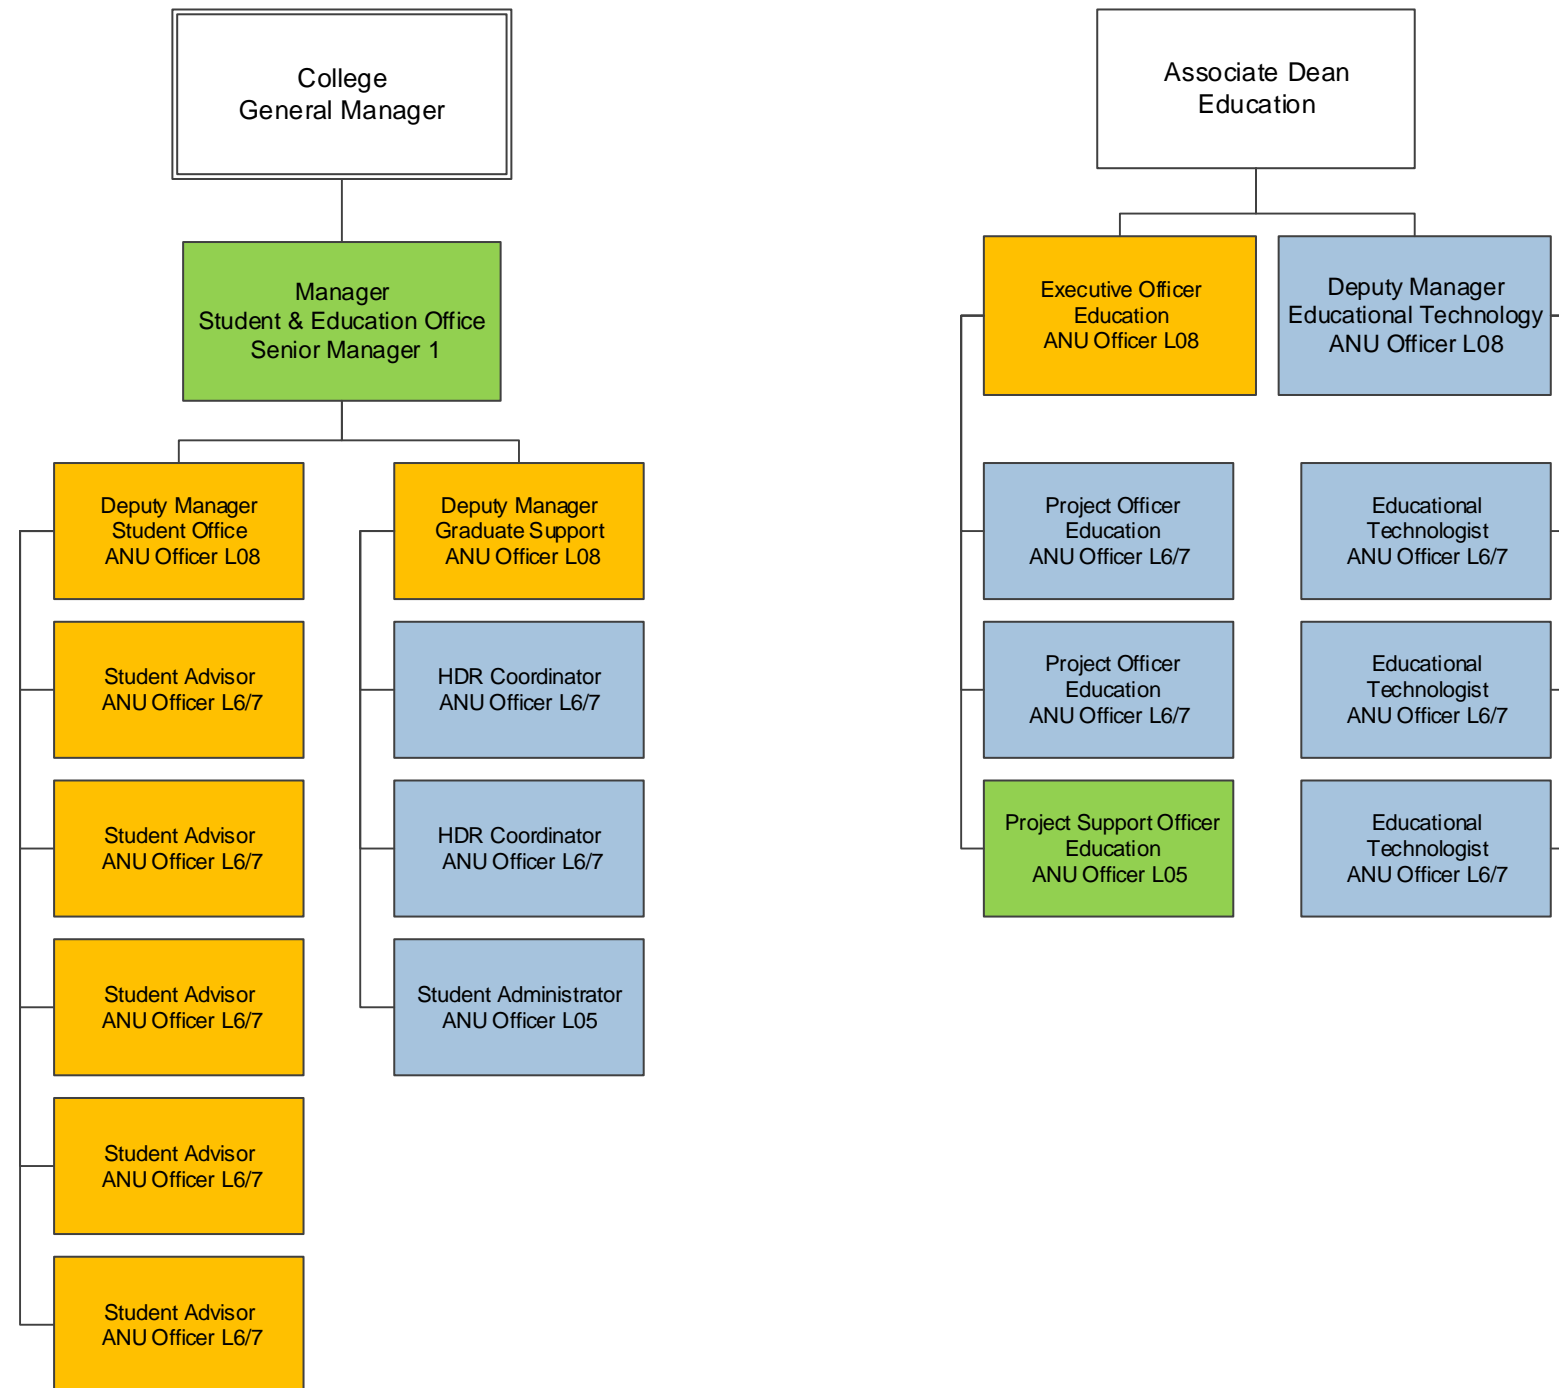 College
General Manager
Associate Dean
Education
Manager
Student & Education Office
Senior Manager 1
Executive Officer
Education
ANU Officer L08
Deputy Manager
Educational Technology
ANU Officer L08
Deputy Manager
Student Office
ANU Officer L08
Deputy Manager
Graduate Support
ANU Officer L08
Project Officer
Education
ANU Officer L6/7
Educational
Technologist
ANU Officer L6/7
Student Advisor
ANU Officer L6/7
HDR Coordinator
ANU Officer L6/7
Project Officer
Education
ANU Officer L6/7
Educational
Technologist
ANU Officer L6/7
Student Advisor
ANU Officer L6/7
HDR Coordinator
ANU Officer L6/7
Project Support Officer
Education
ANU Officer L05
Educational
Technologist
ANU Officer L6/7
Student Advisor
ANU Officer L6/7
Student Administrator
ANU Officer L05
Student Advisor
ANU Officer L6/7
Student Advisor
ANU Officer L6/7